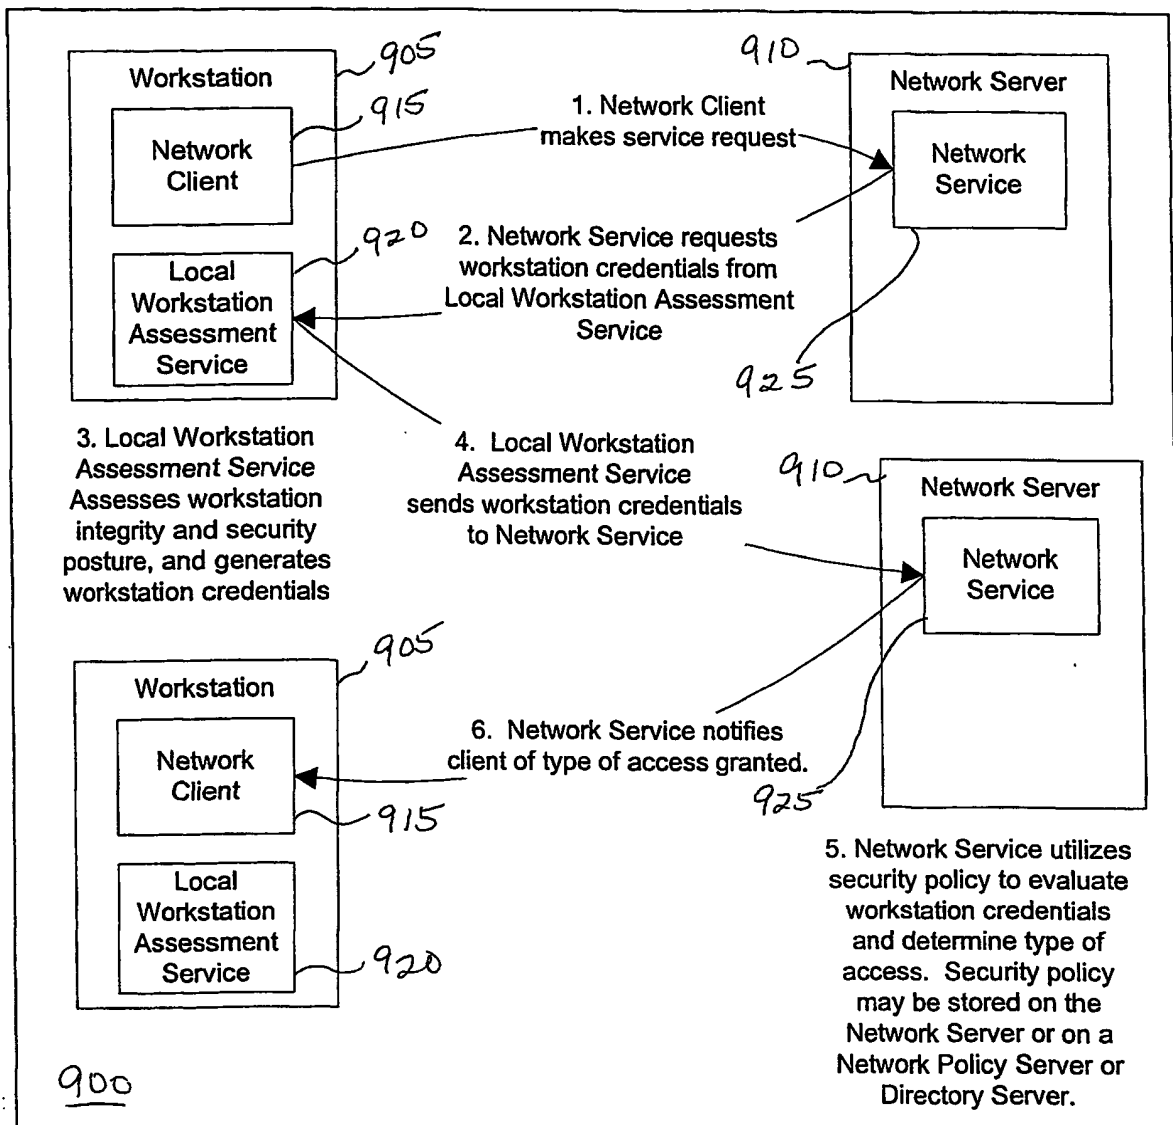 Workstation
905
915
Network
Client
920
Local
Workstation
Assessment
Service
1. Network Client
makes service request
910
Network Server
Network
Service
925
2. Network Service requests
workstation credentials from
Local Workstation Assessment
Service
3. Local Workstation
Assessment Service
Assesses workstation
integrity and security
posture, and generates
workstation credentials
4. Local Workstation
Assessment Service
sends workstation credentials
to Network Service
910
Network Server
Network
Service
925
5. Network Service utilizes
security policy to evaluate
workstation credentials
and determine type of
access. Security policy
may be stored on the
Network Server or on a
Network Policy Server or
Directory Server.
6. Network Service notifies
client of type of access granted.
905
Workstation
Network
Client
915
Local
Workstation
Assessment
Service
920
900